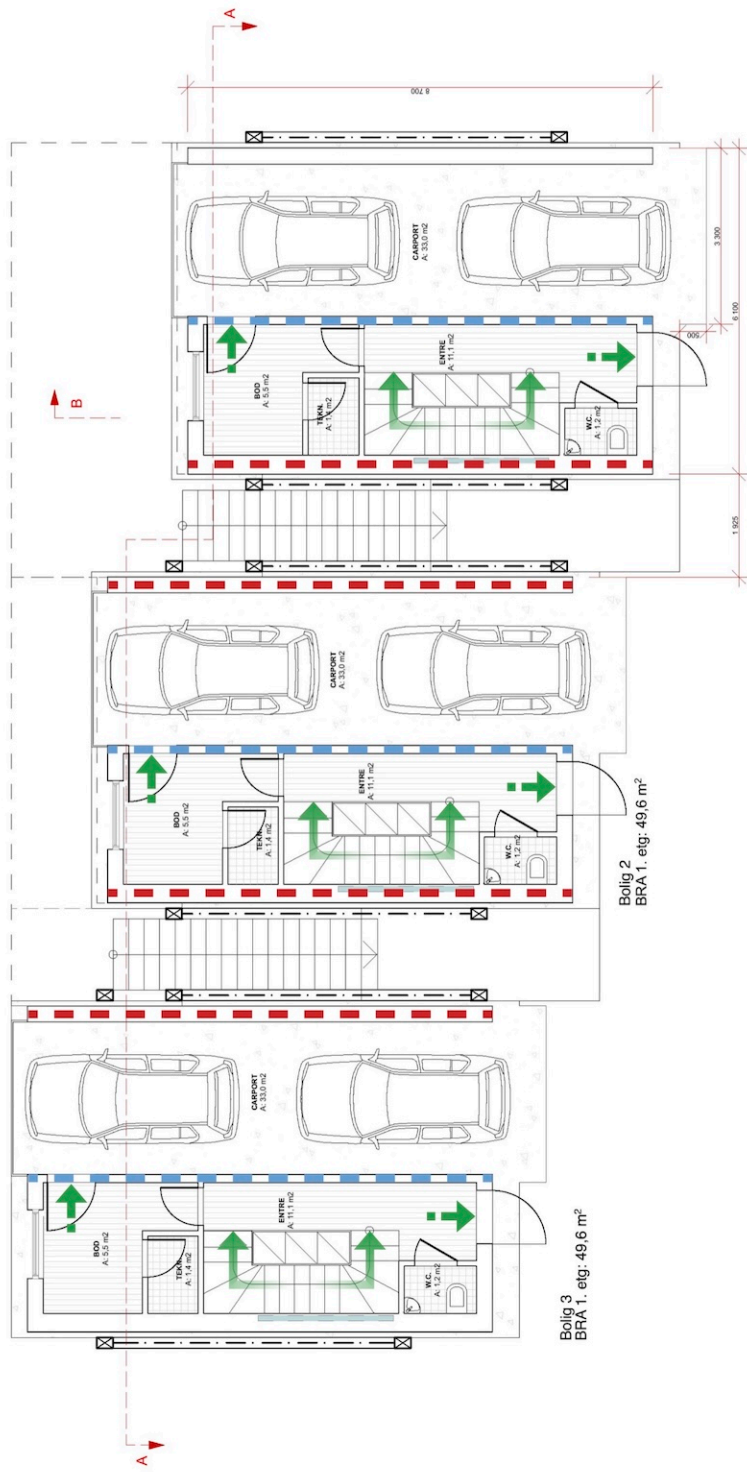 A
8 700
CARPORT
A: 33,0 m2
3 300
6 100
500
B
BOD
A: 5,5 m2
TEKN.
A: 1,4 m2
ENTRE
A: 11,1 m2
W.C.
A: 1,2 m2
1 925
CARPORT
A: 33,0 m2
BOD
A: 5,5 m2
TEKN.
A: 1,4 m2
ENTRE
A: 11,1 m2
W.C.
A: 1,2 m2
Bolig 2
BRA 1. etg: 49,6 m²
CARPORT
A: 33,0 m2
BOD
A: 5,5 m2
TEKN.
A: 1,4 m2
ENTRE
A: 11,1 m2
W.C.
A: 1,2 m2
Bolig 3
BRA 1. etg: 49,6 m²
A